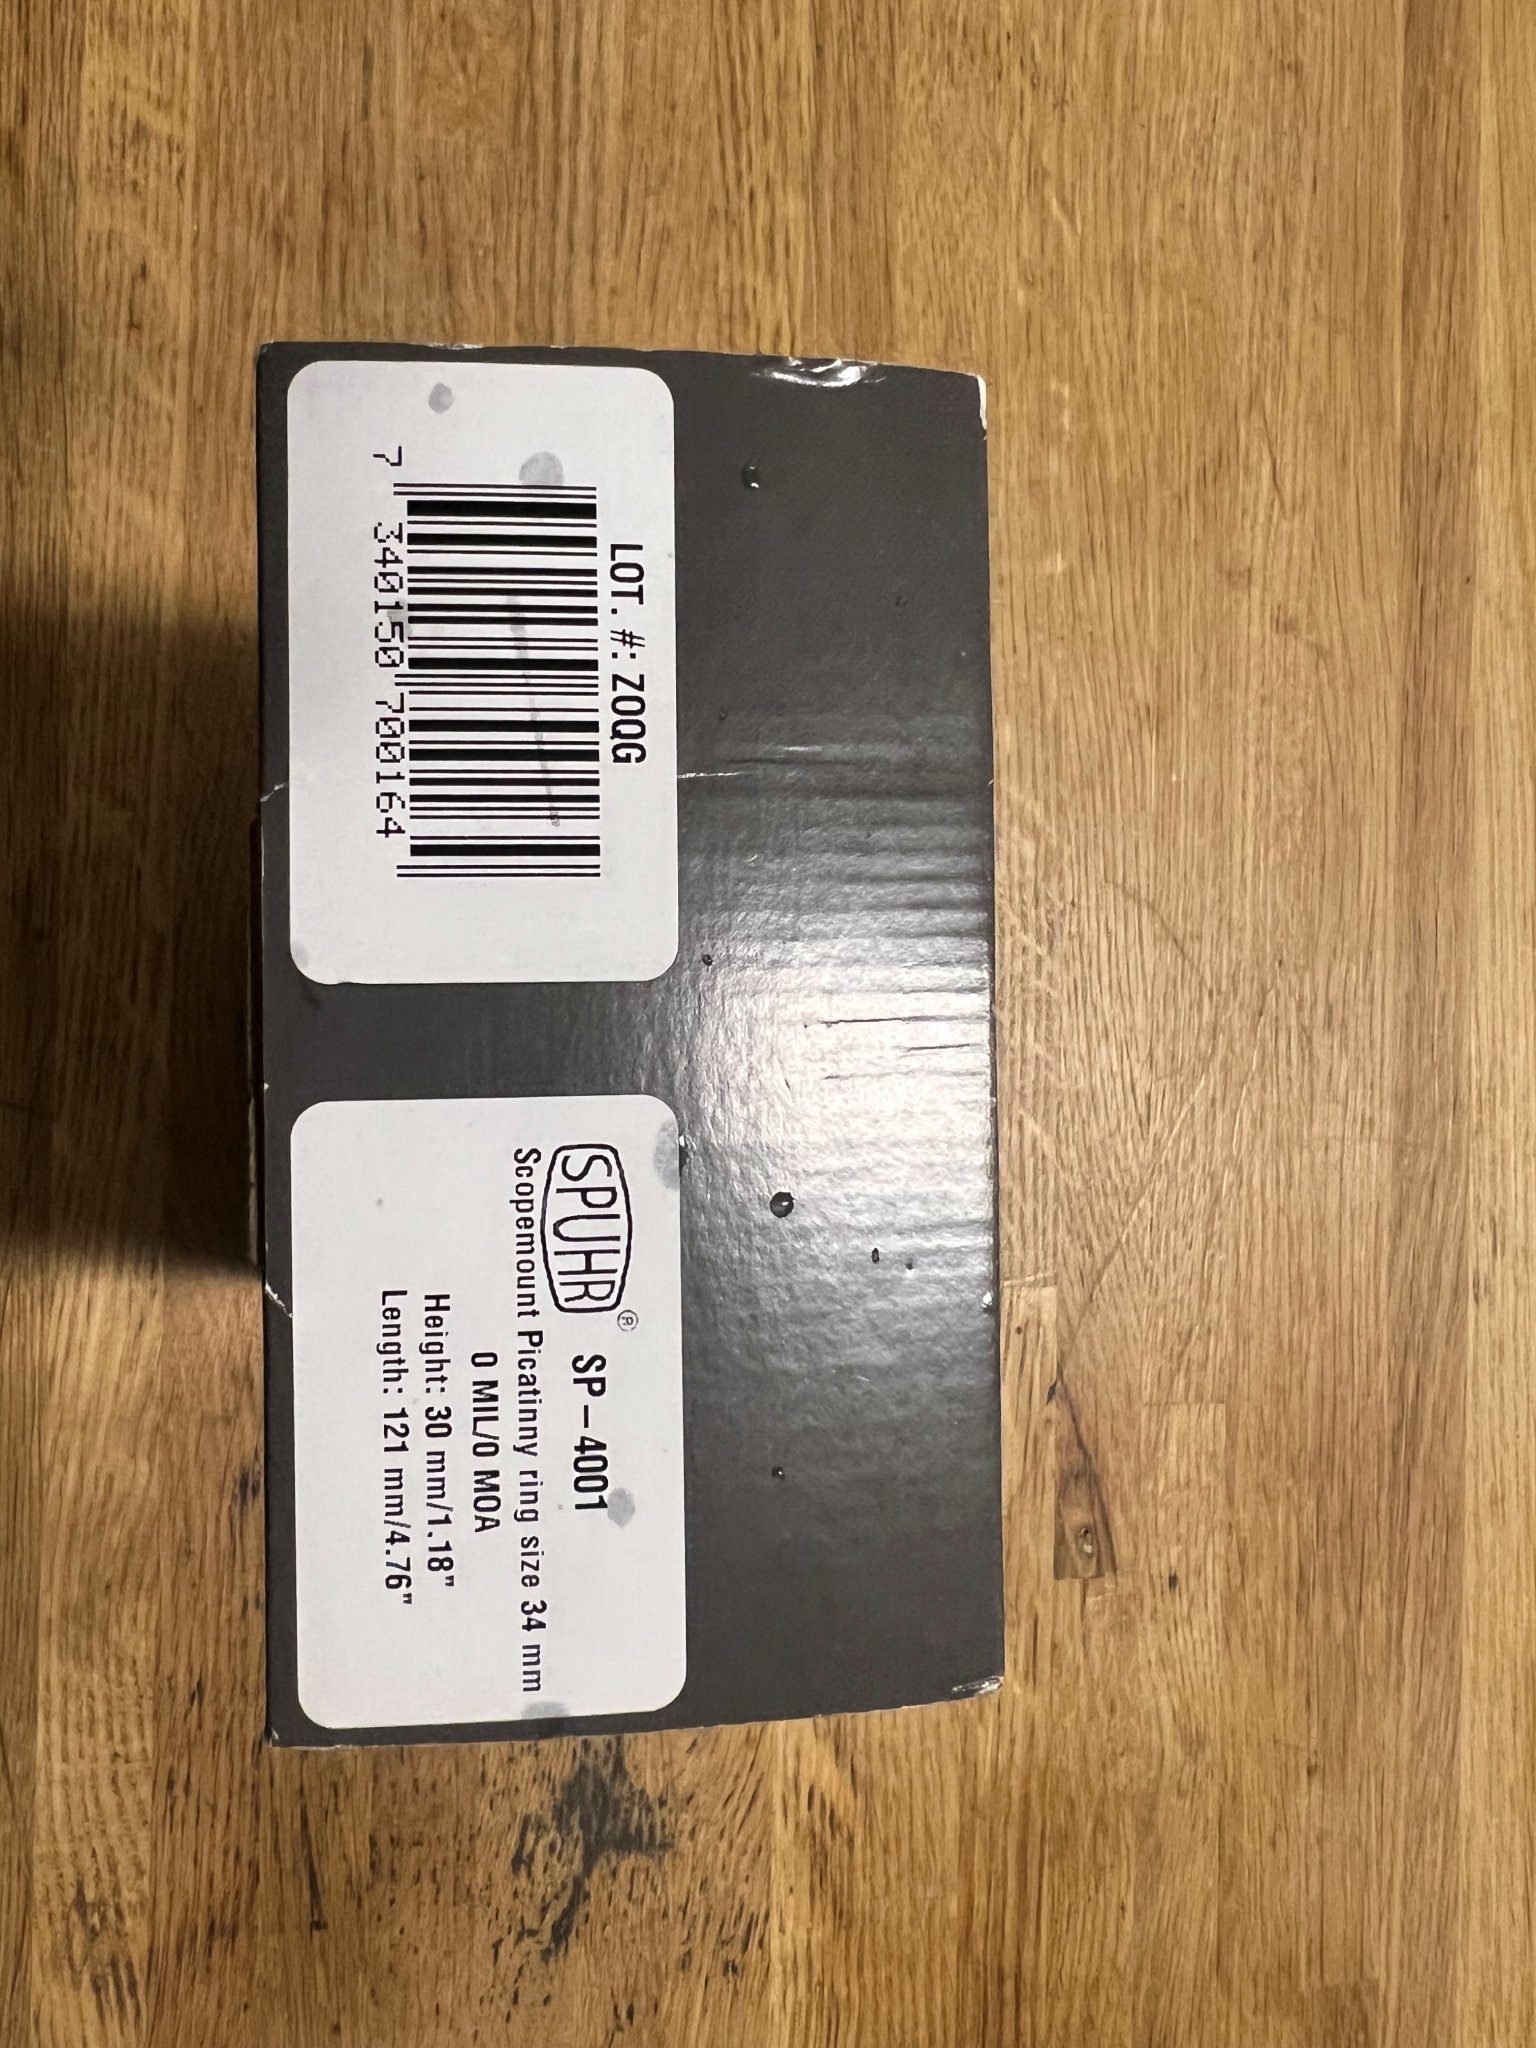 LOT. #: ZOQG
7 340150 700164
SPUHR® SP-4001
Scopemount Picatinny ring size 34 mm
0 MIL/0 MOA
Height: 30 mm/1.18"
Length: 121 mm/4.76"